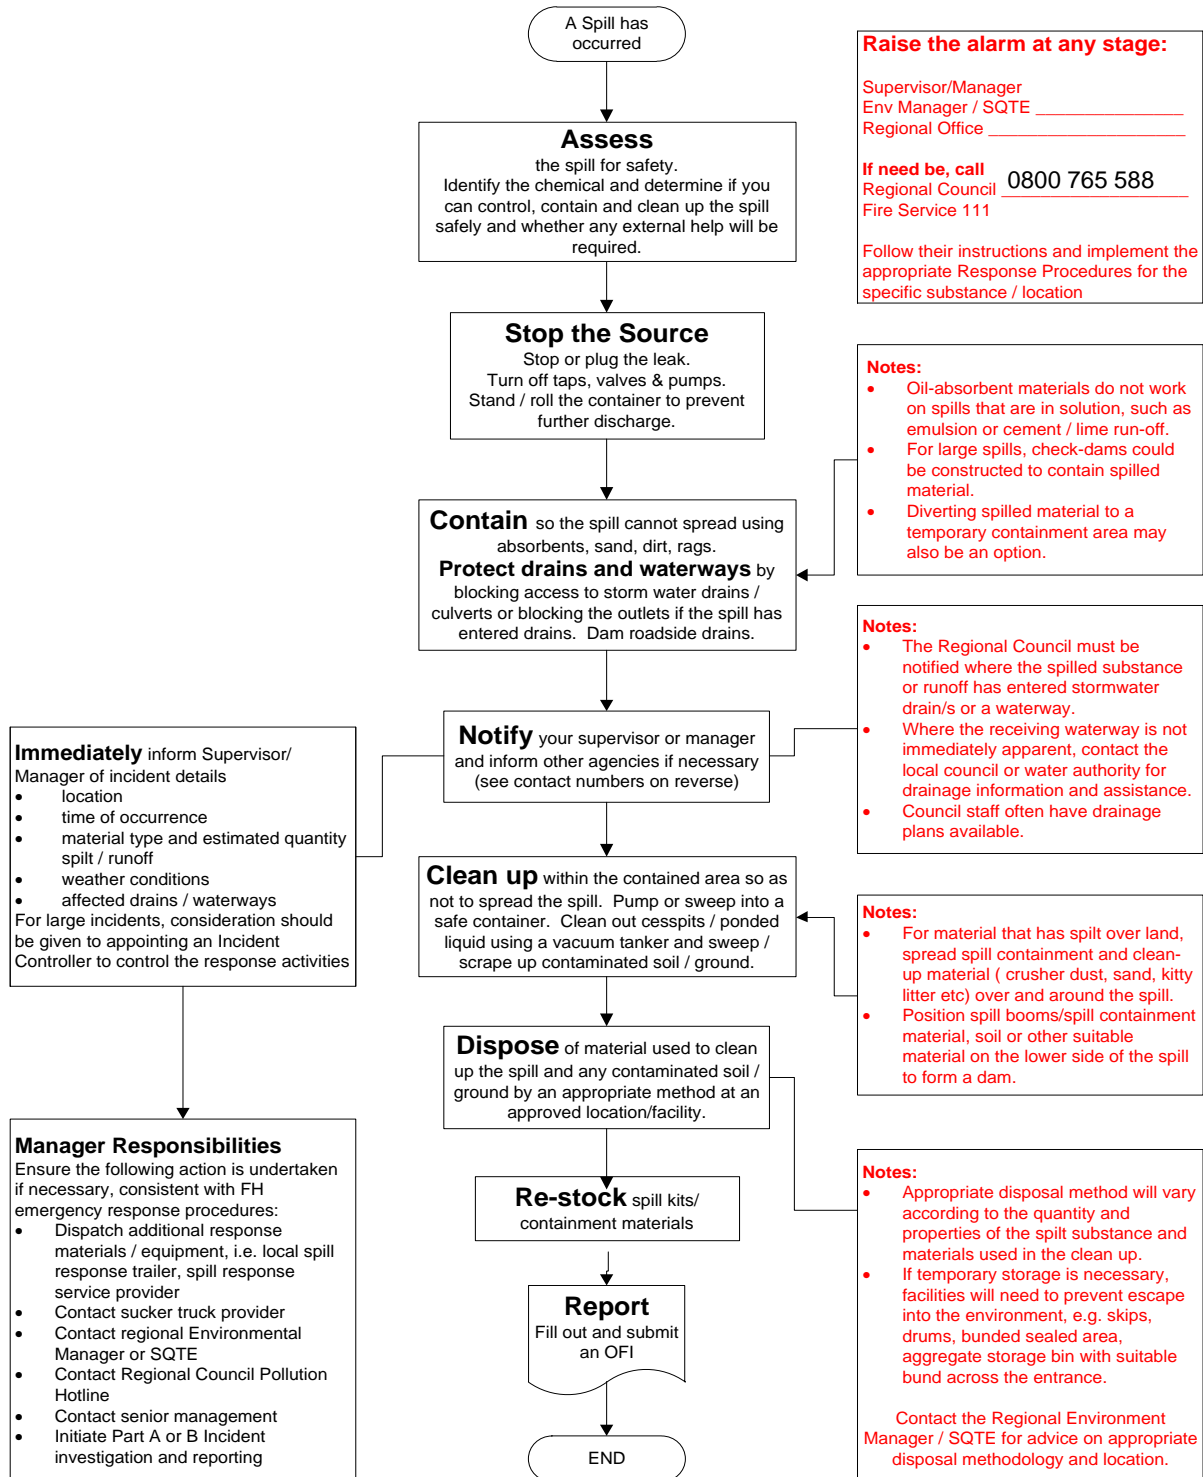 A Spill has
occurred
Raise the alarm at any stage:
Supervisor/Manager
Env Manager / SQTE ________________
Regional Office _____________________
If need be, call
Regional Council 0800 765 588
Fire Service 111
Follow their instructions and implement the
appropriate Response Procedures for the
specific substance / location
Assess
the spill for safety.
Identify the chemical and determine if you
can control, contain and clean up the spill
safely and whether any external help will be
required.
Stop the Source
Stop or plug the leak.
Turn off taps, valves & pumps.
Stand / roll the container to prevent
further discharge.
Notes:
• Oil-absorbent materials do not work
on spills that are in solution, such as
emulsion or cement / lime run-off.
• For large spills, check-dams could
be constructed to contain spilled
material.
• Diverting spilled material to a
temporary containment area may
also be an option.
Contain so the spill cannot spread using
absorbents, sand, dirt, rags.
Protect drains and waterways by
blocking access to storm water drains /
culverts or blocking the outlets if the spill has
entered drains. Dam roadside drains.
Notes:
• The Regional Council must be
notified where the spilled substance
or runoff has entered stormwater
drain/s or a waterway.
• Where the receiving waterway is not
immediately apparent, contact the
local council or water authority for
drainage information and assistance.
• Council staff often have drainage
plans available.
Notify your supervisor or manager
and inform other agencies if necessary
(see contact numbers on reverse)
Immediately inform Supervisor/
Manager of incident details
• location
• time of occurrence
• material type and estimated quantity
spilt / runoff
• weather conditions
• affected drains / waterways
For large incidents, consideration should
be given to appointing an Incident
Controller to control the response activities
Clean up within the contained area so as
not to spread the spill. Pump or sweep into a
safe container. Clean out cesspits / ponded
liquid using a vacuum tanker and sweep /
scrape up contaminated soil / ground.
Notes:
• For material that has spilt over land,
spread spill containment and clean-
up material ( crusher dust, sand, kitty
litter etc) over and around the spill.
• Position spill booms/spill containment
material, soil or other suitable
material on the lower side of the spill
to form a dam.
Dispose of material used to clean
up the spill and any contaminated soil /
ground by an appropriate method at an
approved location/facility.
Manager Responsibilities
Ensure the following action is undertaken
if necessary, consistent with FH
emergency response procedures:
• Dispatch additional response
materials / equipment, i.e. local spill
response trailer, spill response
service provider
• Contact sucker truck provider
• Contact regional Environmental
Manager or SQTE
• Contact Regional Council Pollution
Hotline
• Contact senior management
• Initiate Part A or B Incident
investigation and reporting
Re-stock spill kits/
containment materials
Notes:
• Appropriate disposal method will vary
according to the quantity and
properties of the spilt substance and
materials used in the clean up.
• If temporary storage is necessary,
facilities will need to prevent escape
into the environment, e.g. skips,
drums, bunded sealed area,
aggregate storage bin with suitable
bund across the entrance.
Contact the Regional Environment
Manager / SQTE for advice on appropriate
disposal methodology and location.
Report
Fill out and submit
an OFI
END